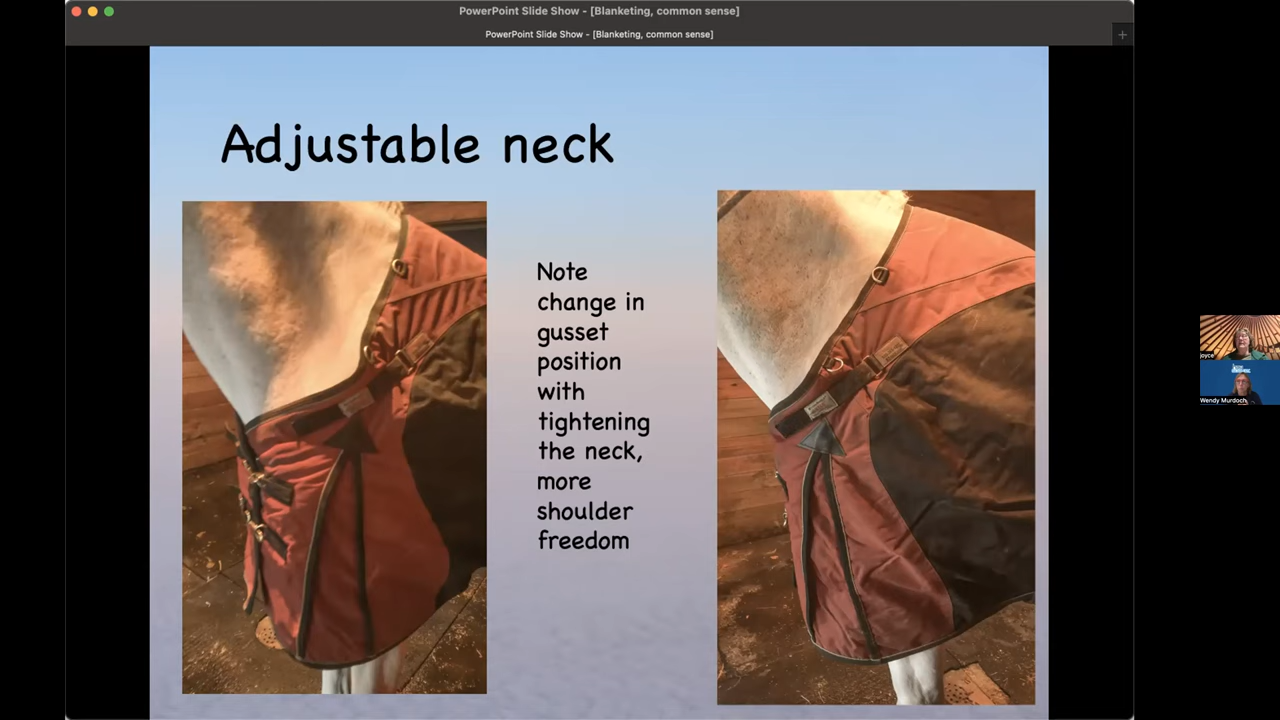 PowerPoint Slide Show - [Blanketing, common sense]
PowerPoint Slide Show - [Blanketing, common sense]
Adjustable neck
Note
change in
gusset
position
with
tightening
the neck,
more
shoulder
freedom
joyce
Wendy Murdoch